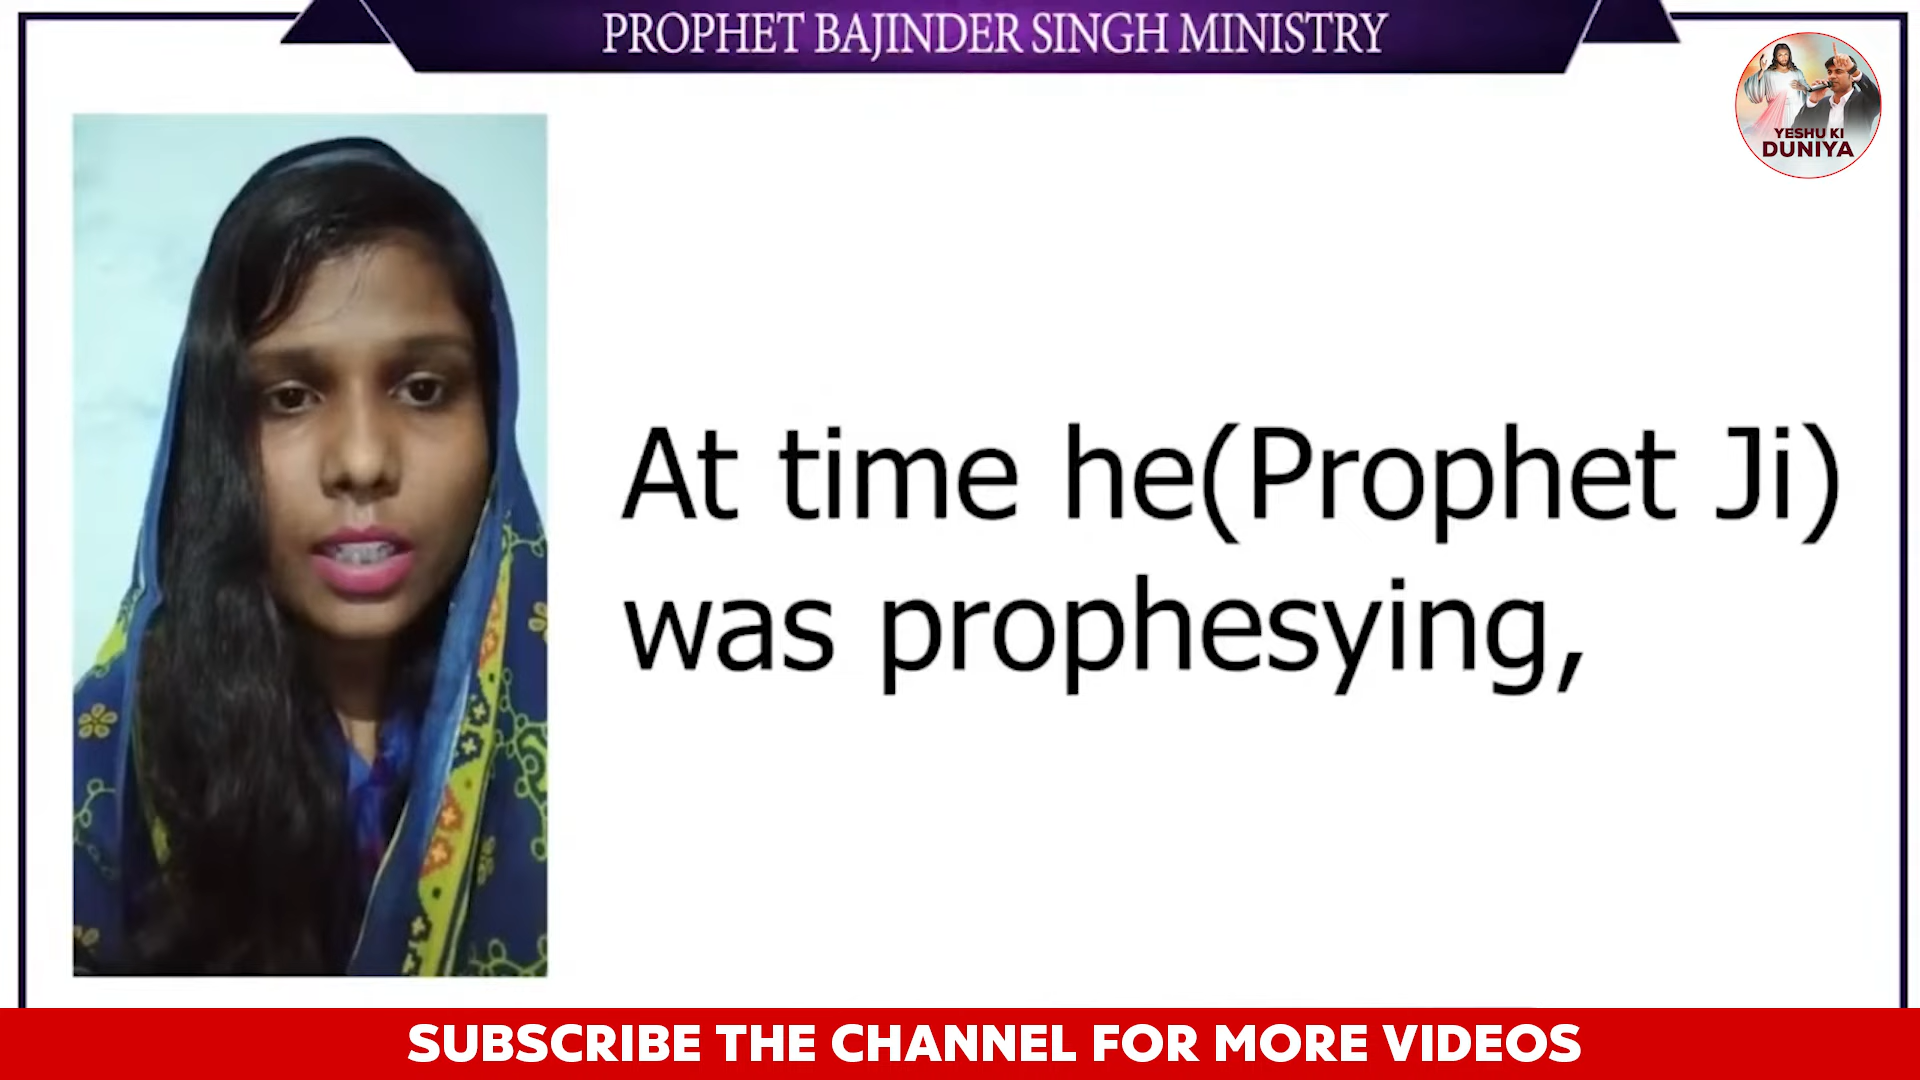 PROPHET BAJINDER SINGH MINISTRY
YESHU KI
DUNIYA
At time he(Prophet Ji)
was prophesying,
SUBSCRIBE THE CHANNEL FOR MORE VIDEOS